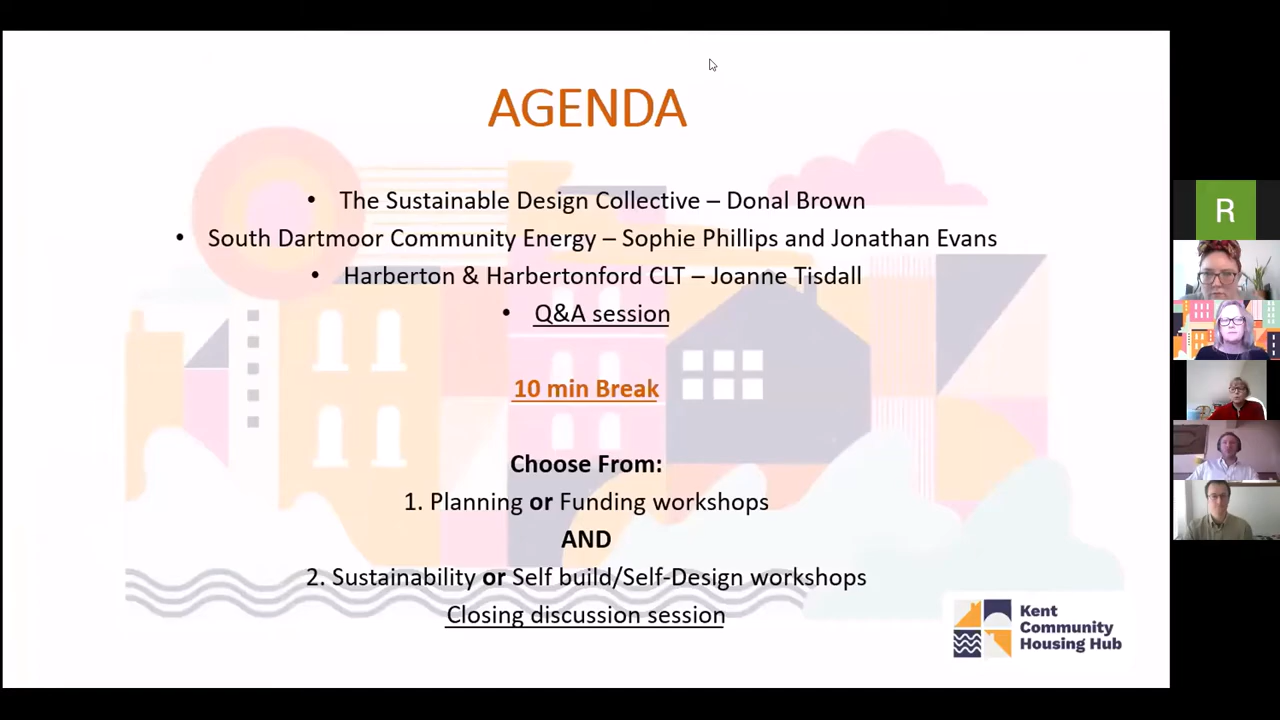 AGENDA
• The Sustainable Design Collective – Donal Brown
• South Dartmoor Community Energy – Sophie Phillips and Jonathan Evans
• Harberton & Harbertonford CLT – Joanne Tisdall
• Q&A session
10 min Break
Choose From:
1. Planning or Funding workshops
AND
2. Sustainability or Self build/Self-Design workshops
Closing discussion session
Kent
Community
Housing Hub
R